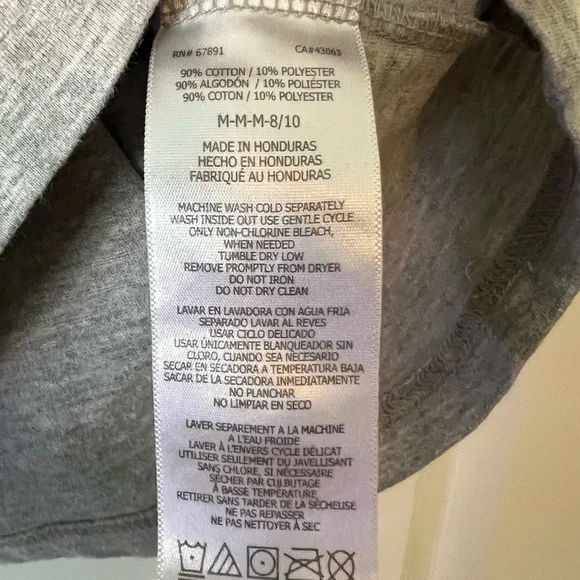 RN# 67891 CA#43063
90% COTTON / 10% POLYESTER
90% ALGODÓN / 10% POLIÉSTER
90% COTON / 10% POLYESTER
M-M-M-8/10
MADE IN HONDURAS
HECHO EN HONDURAS
FABRIQUÉ AU HONDURAS
MACHINE WASH COLD SEPARATELY
WASH INSIDE OUT USE GENTLE CYCLE
ONLY NON-CHLORINE BLEACH,
WHEN NEEDED
TUMBLE DRY LOW
REMOVE PROMPTLY FROM DRYER
DO NOT IRON
DO NOT DRY CLEAN
LAVAR EN LAVADORA CON AGUA FRIA
SEPARADO LAVAR AL REVES
USAR CICLO DELICADO
USAR ÚNICAMENTE BLANQUEADOR SIN
CLORO, CUANDO SEA NECESARIO
SECAR EN SECADORA A TEMPERATURA BAJA
SACAR DE LA SECADORA INMEDIATAMENTE
NO PLANCHAR
NO LIMPIAR EN SECO
LAVER SEPAREMENT A LA MACHINE
A L'EAU FROIDE
LAVER À L'ENVERS CYCLE DÉLICAT
UTILISER SEULEMENT DU JAVELLISANT
SANS CHLORE, SI NÉCESSAIRE
SÉCHER PAR CULBUTAGE
À BASSE TEMPÉRATURE
RETIRER SANS TARDER DE LA SÉCHEUSE
NE PAS REPASSER
NE PAS NETTOYER À SEC